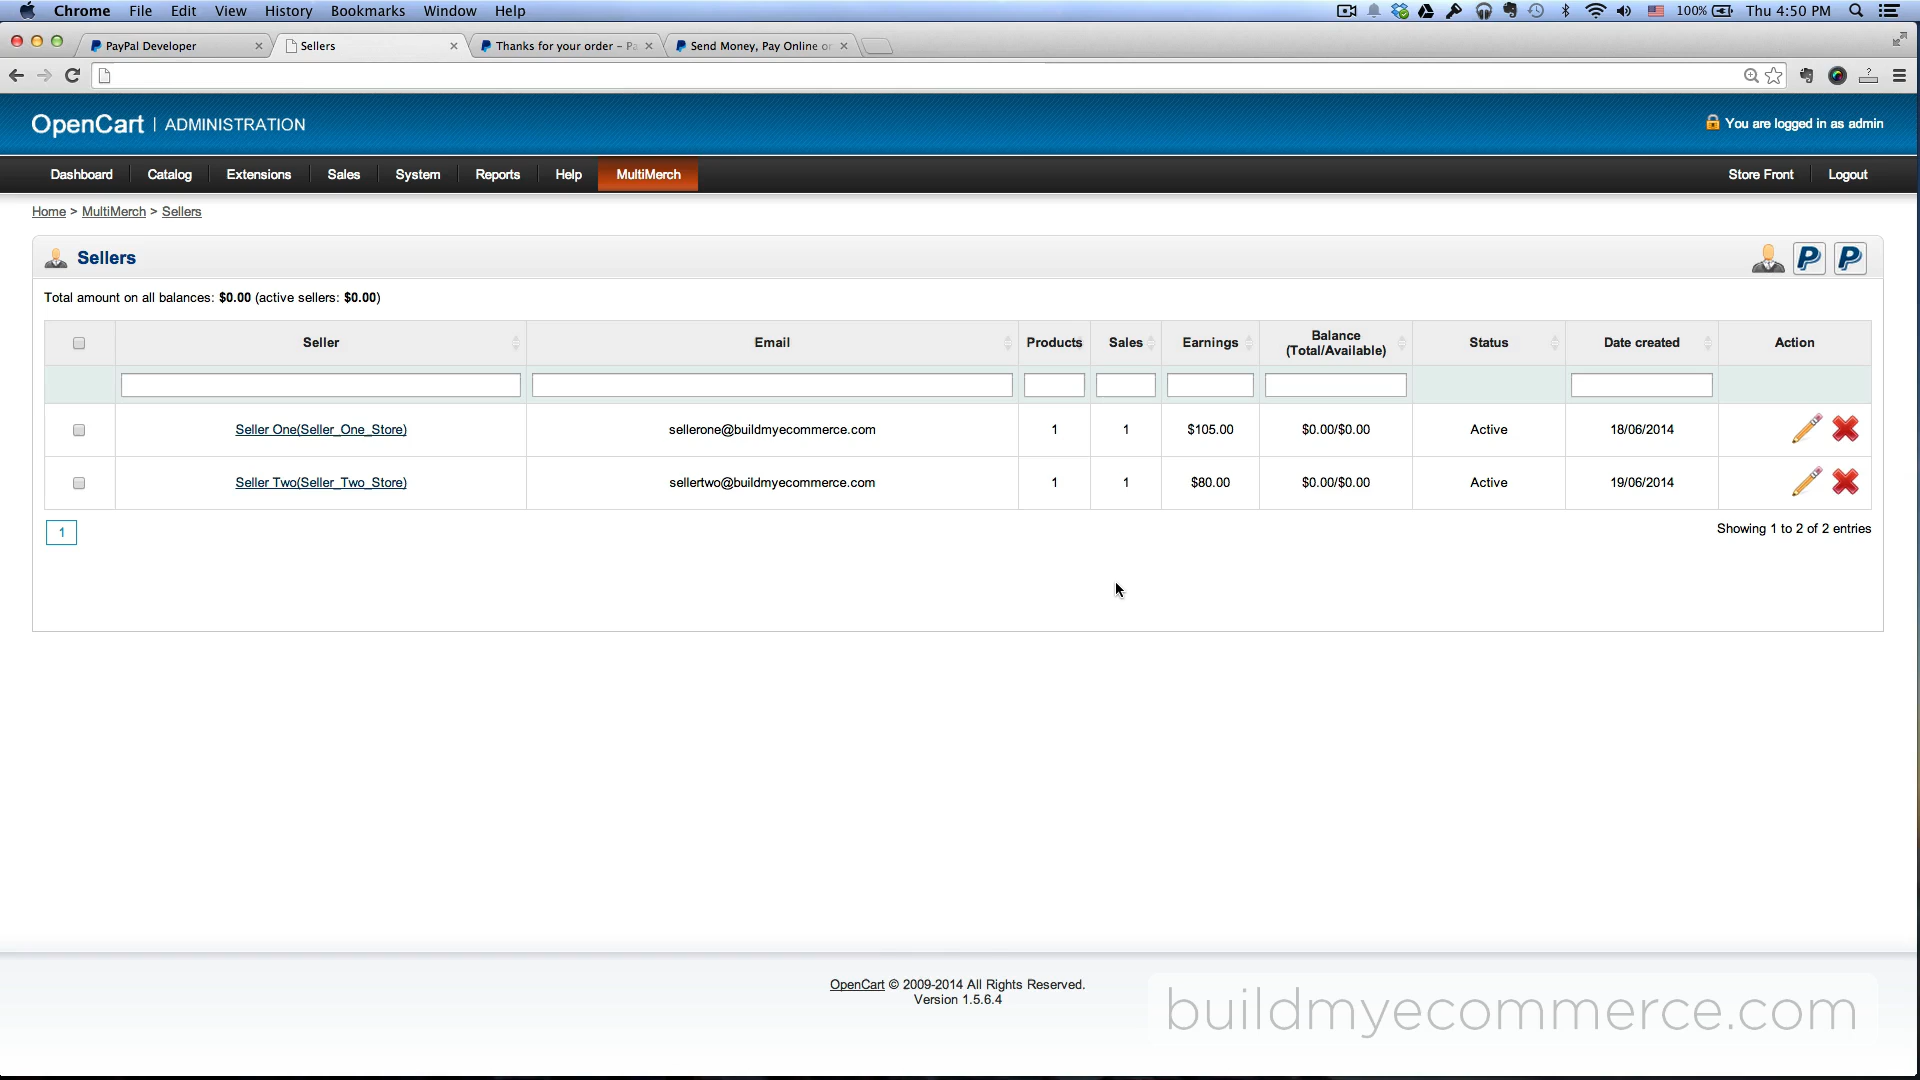 Chrome File Edit View History Bookmarks Window Help 100% Thu 4:50 PM
PayPal Developer Sellers Thanks for your order – Pa Send Money, Pay Online or
OpenCart | ADMINISTRATION You are logged in as admin
Dashboard Catalog Extensions Sales System Reports Help MultiMerch Store Front Logout
Home > MultiMerch > Sellers
Sellers
Total amount on all balances: $0.00 (active sellers: $0.00)
Seller Email Products Sales Earnings Balance (Total/Available) Status Date created Action
Seller One(Seller_One_Store) sellerone@buildmyecommerce.com 1 1 $105.00 $0.00/$0.00 Active 18/06/2014
Seller Two(Seller_Two_Store) sellertwo@buildmyecommerce.com 1 1 $80.00 $0.00/$0.00 Active 19/06/2014
1 Showing 1 to 2 of 2 entries
OpenCart © 2009-2014 All Rights Reserved.
Version 1.5.6.4
buildmyecommerce.com